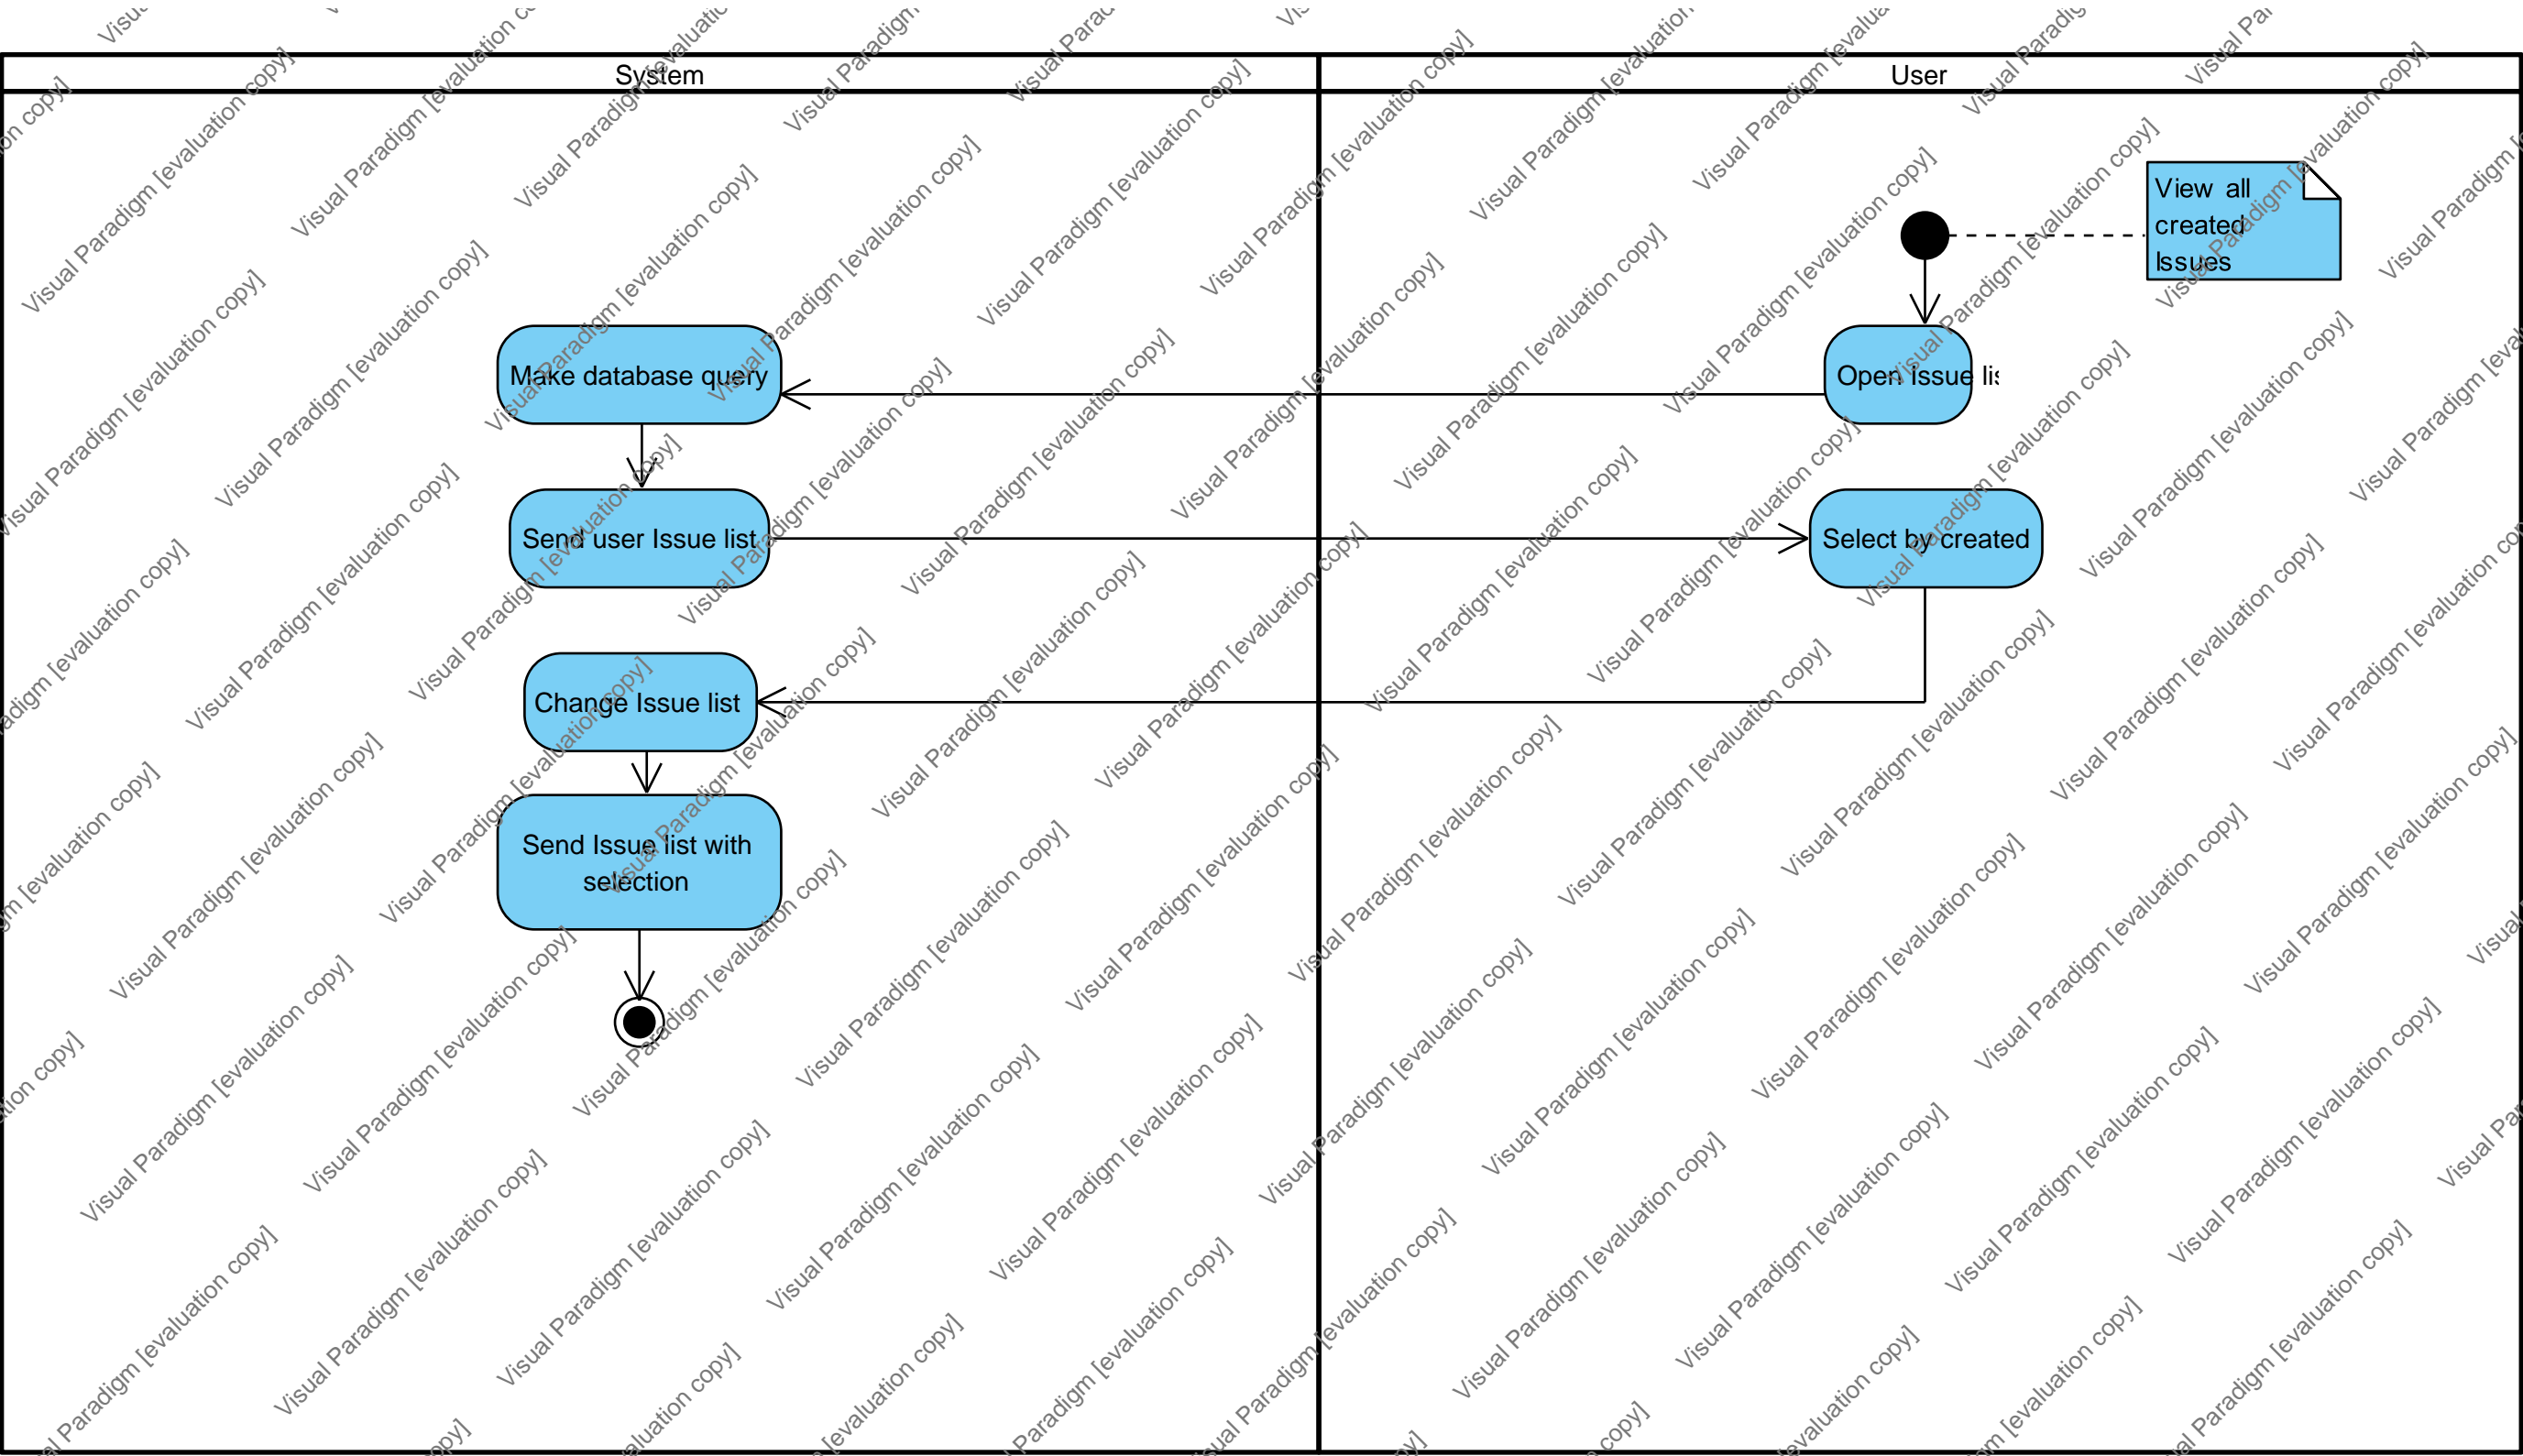 System
User
View all
created
Issues
Make database query
Open Issue lis
Send user Issue list
Select by created
Change Issue list
Send Issue list with
selection
Visual Paradigm [evaluation copy]